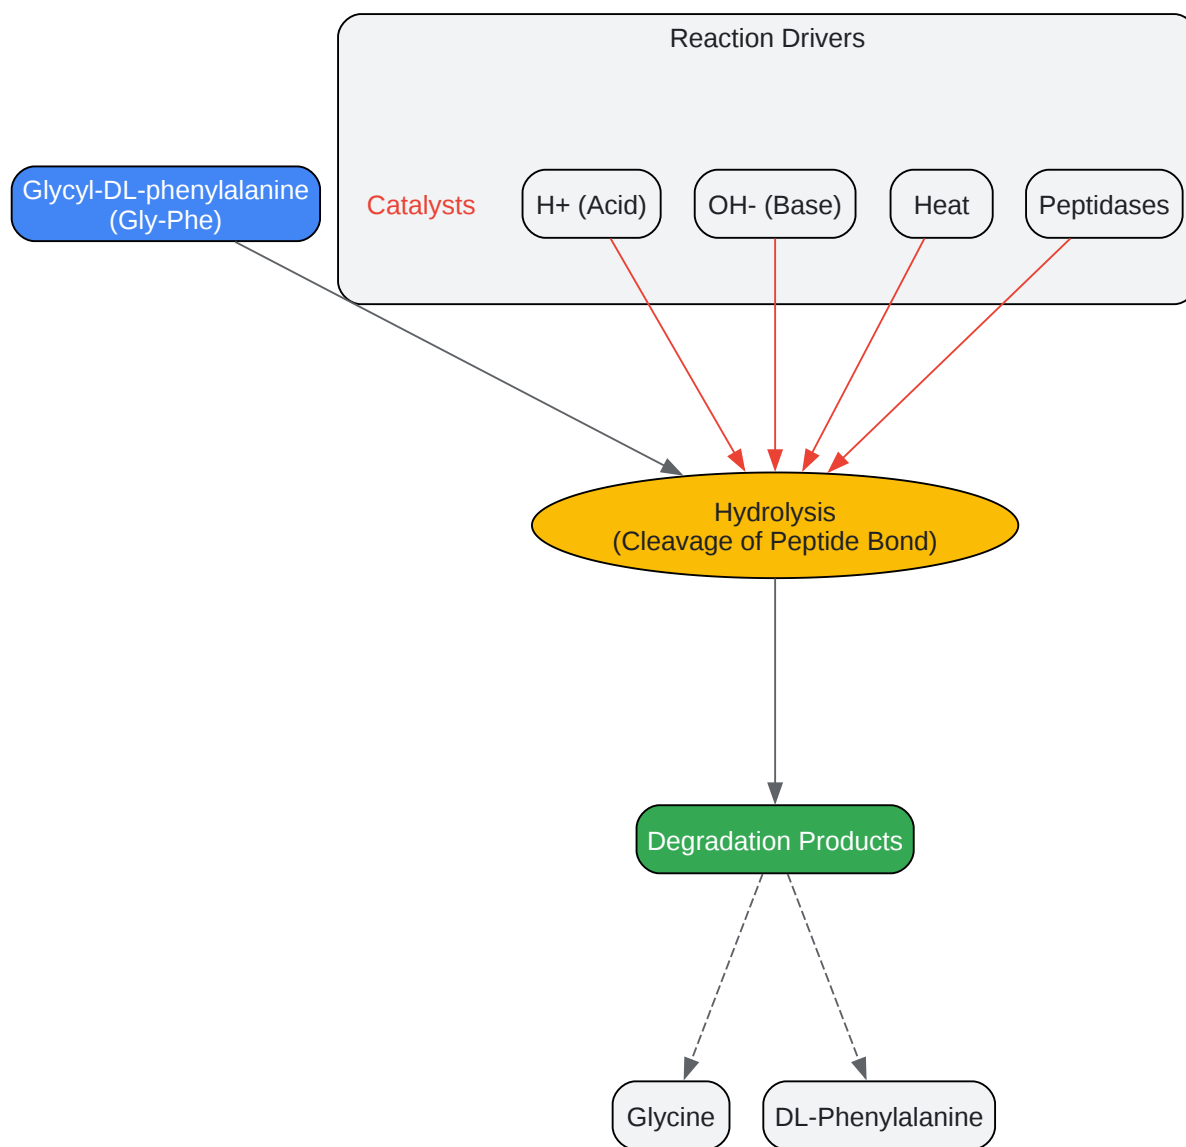 Reaction Drivers
Glycyl-DL-phenylalanine
(Gly-Phe)
Catalysts
H+ (Acid)
OH- (Base)
Heat
Peptidases
Hydrolysis
(Cleavage of Peptide Bond)
Degradation Products
Glycine
DL-Phenylalanine